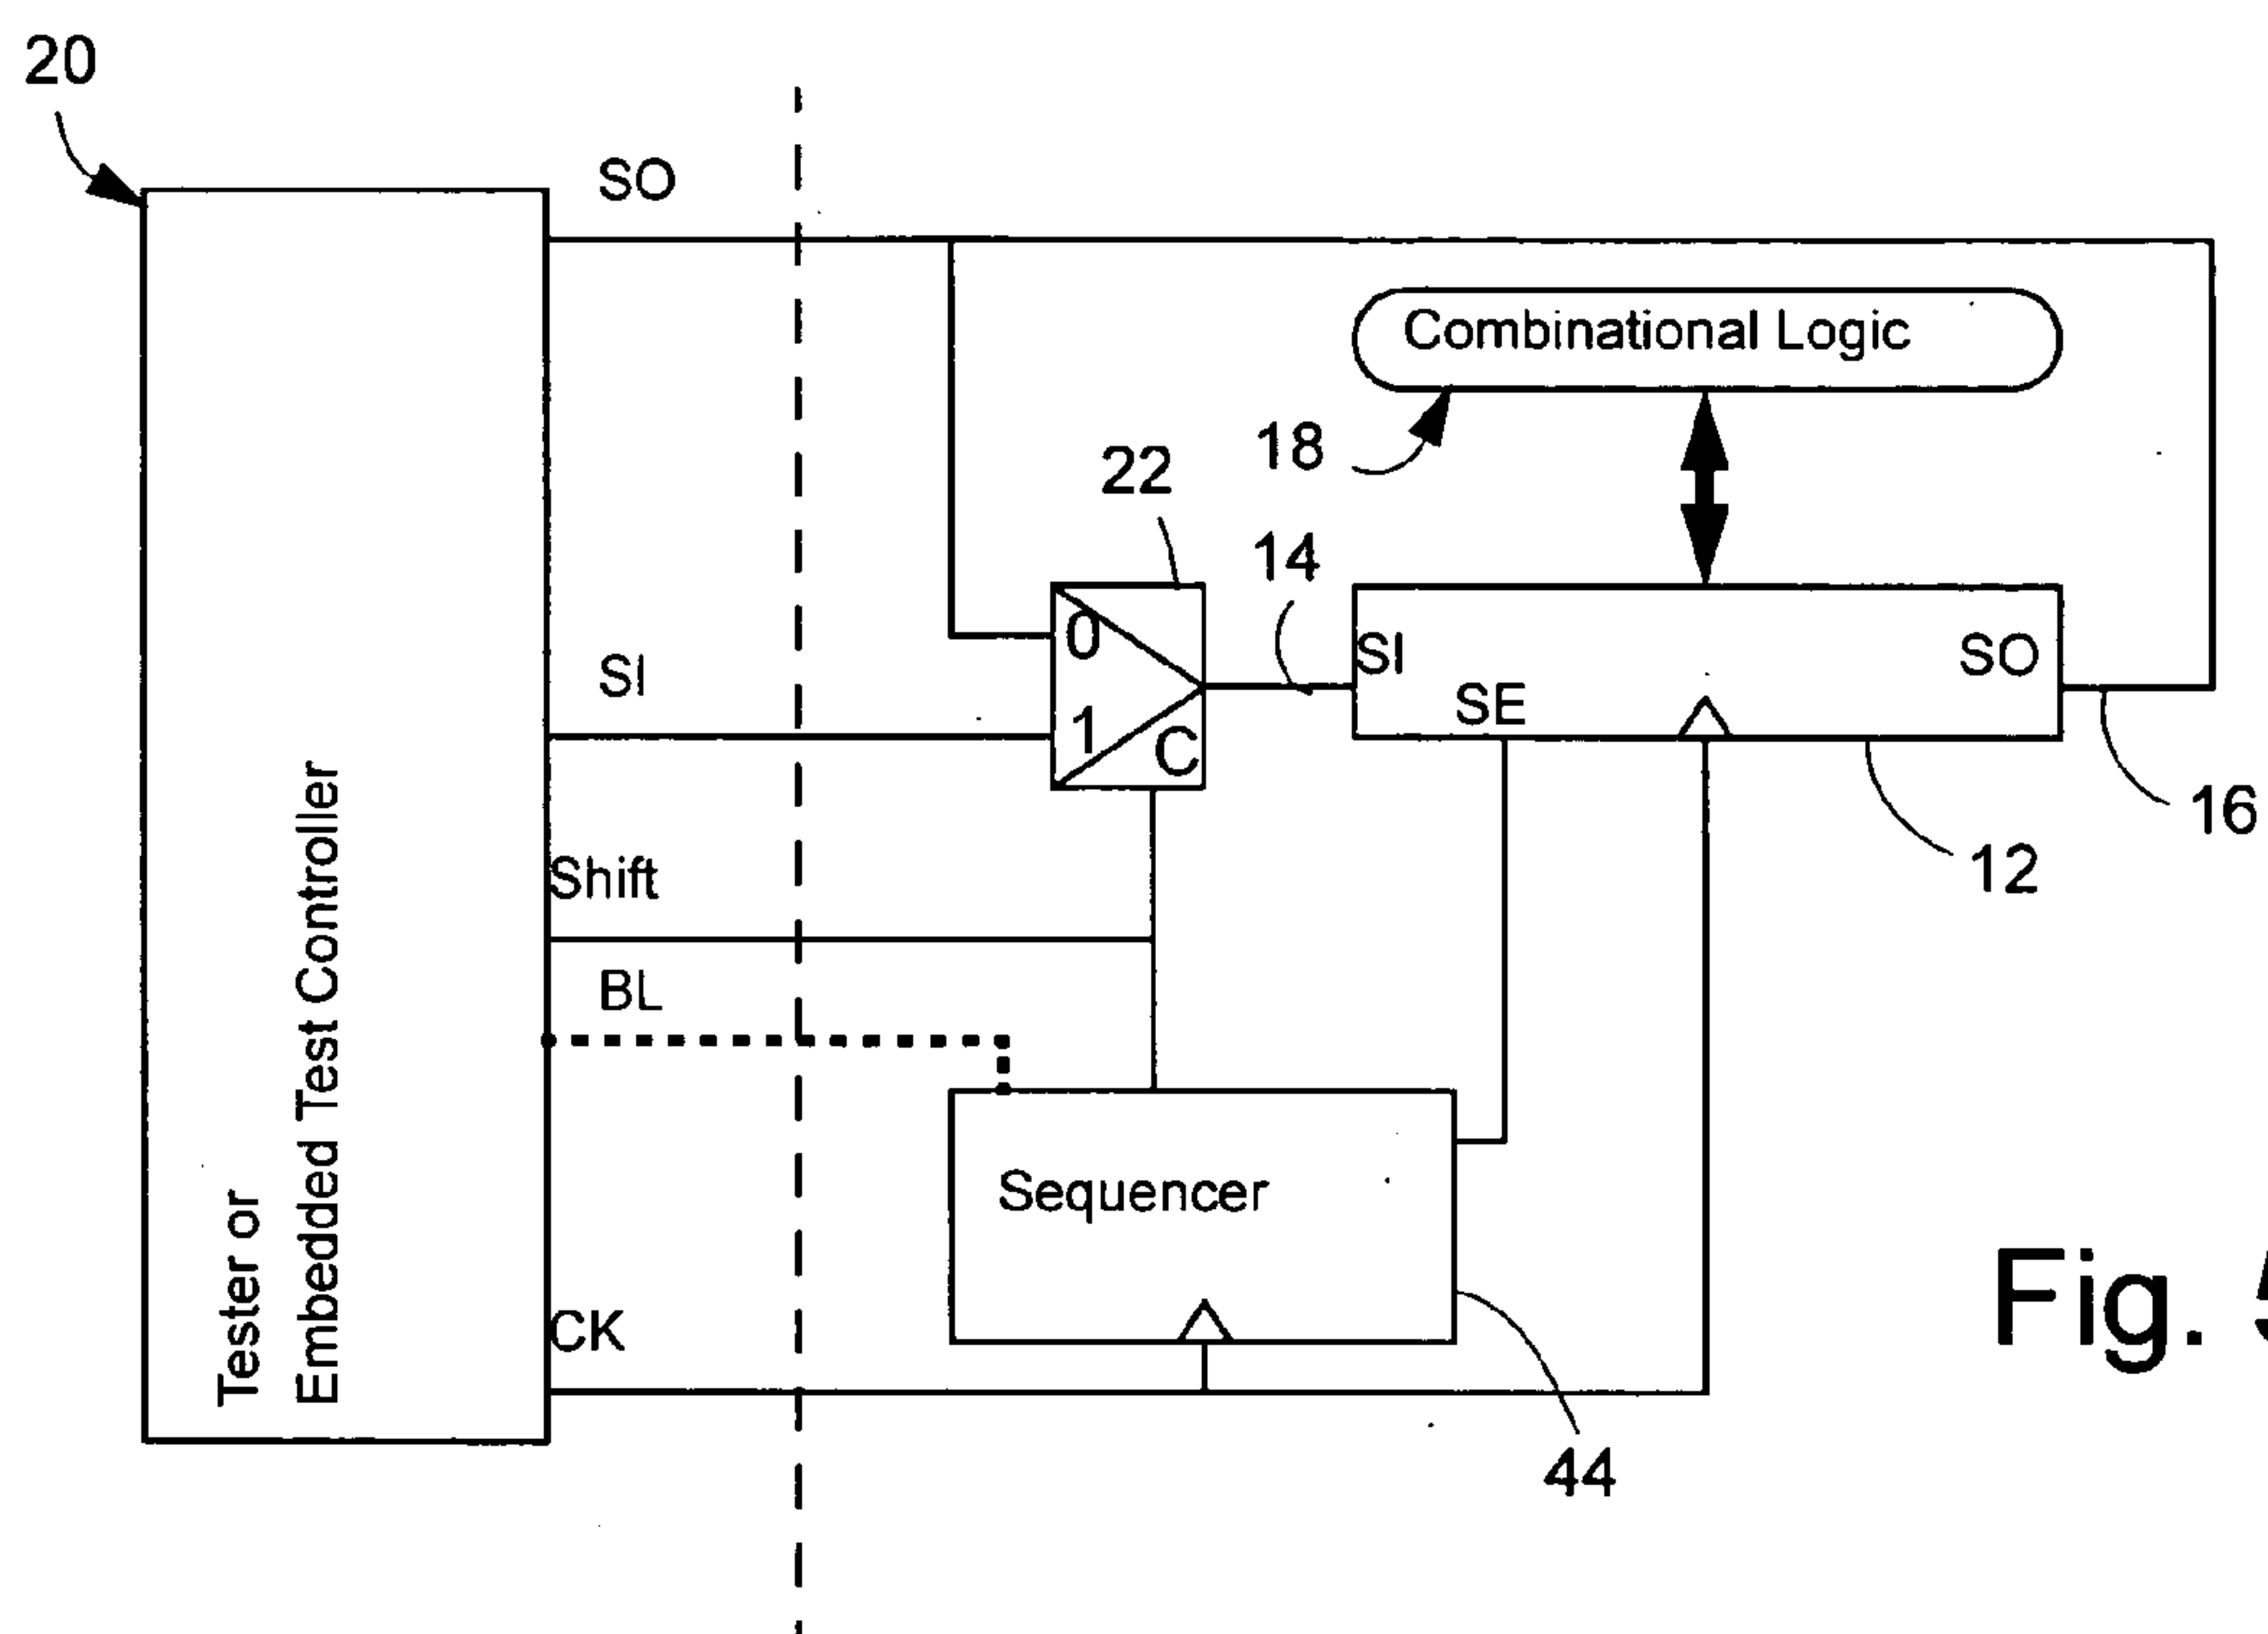 20
SO
Combinational Logic
18
22
14
0
SI
SI
SO
SE
1
C
16
12
Shift
BL
Tester or
Embedded Test Controller
Sequencer
CK
Fig.
44